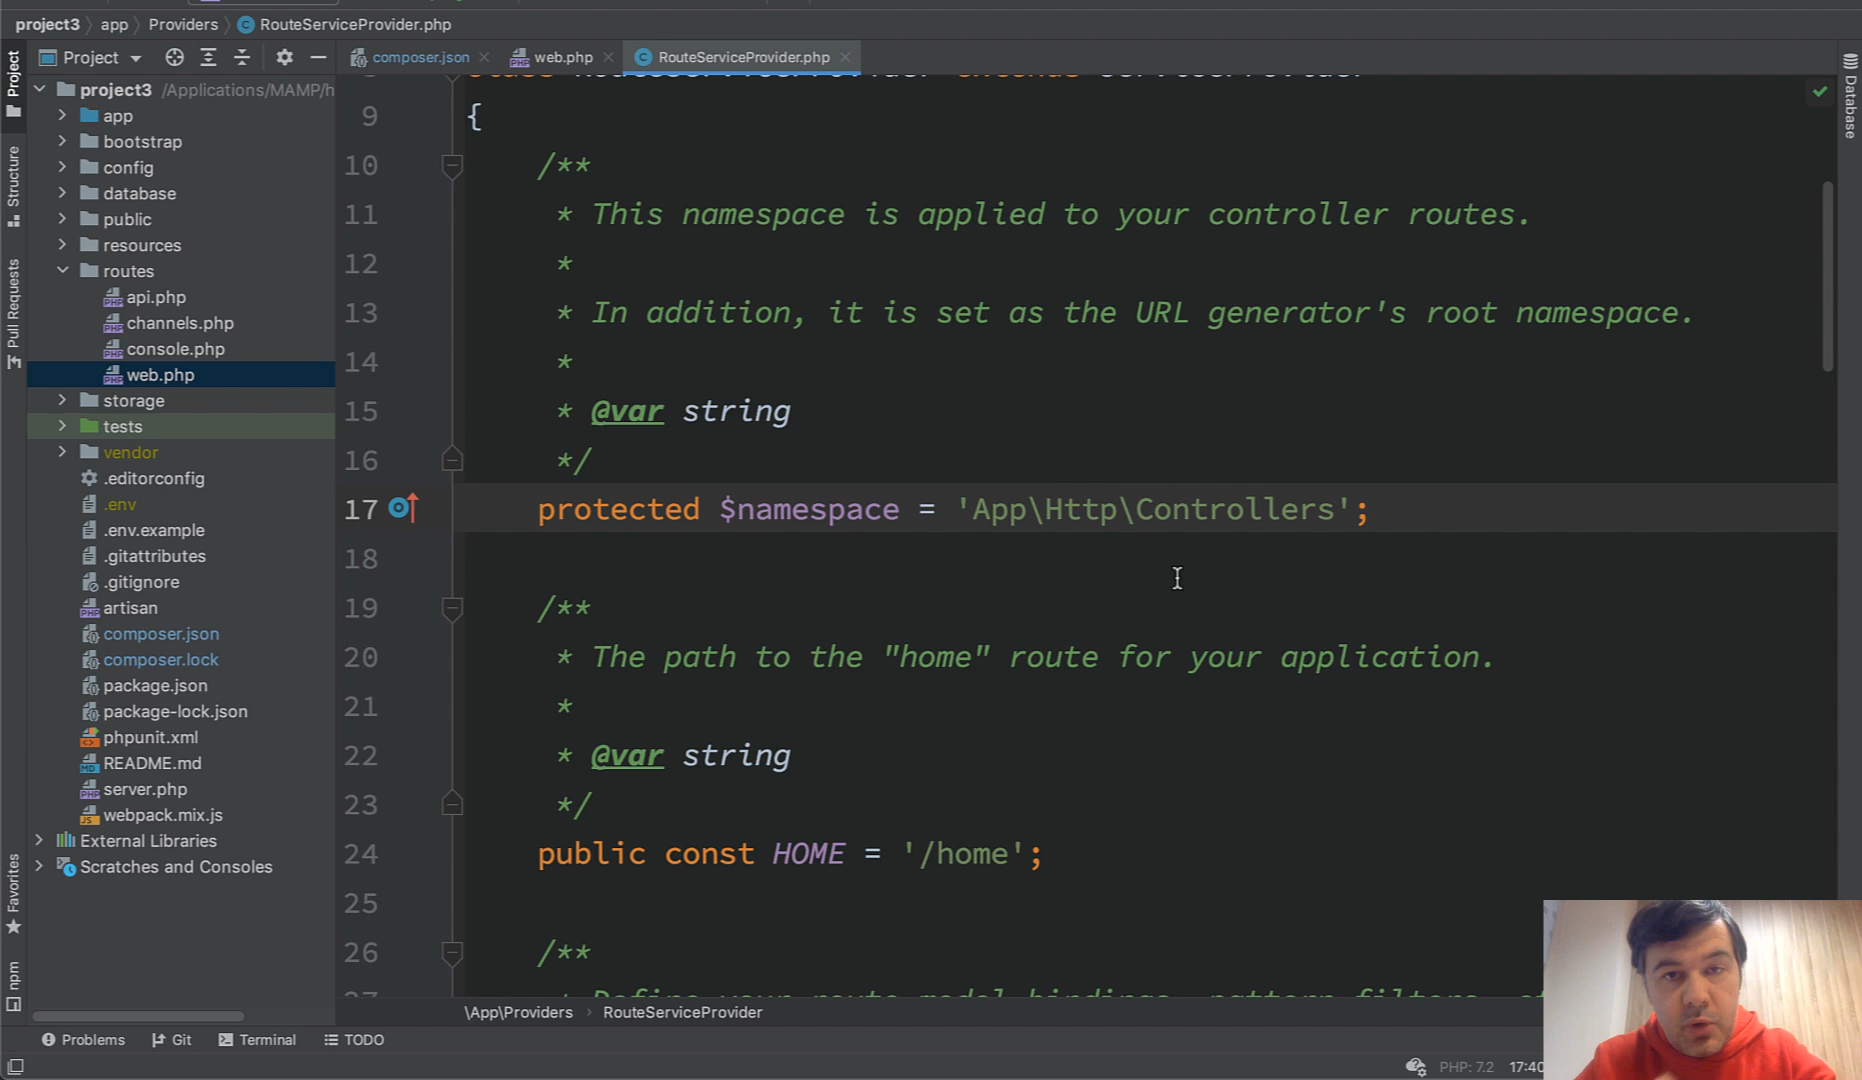 project3 app Providers RouteServiceProvider.php
Project composer.json web.php RouteServiceProvider.php
Project
Structure
Pull Requests
Favorites
npm
Database
project3 /Applications/MAMP/h
app
bootstrap
config
database
public
resources
routes
api.php
channels.php
console.php
web.php
storage
tests
vendor
.editorconfig
.env
.env.example
.gitattributes
.gitignore
artisan
composer.json
composer.lock
package.json
package-lock.json
phpunit.xml
README.md
server.php
webpack.mix.js
External Libraries
Scratches and Consoles
9 {
10 /**
11 * This namespace is applied to your controller routes.
12 *
13 * In addition, it is set as the URL generator's root namespace.
14 *
15 * @var string
16 */
17 protected $namespace = 'App\Http\Controllers';
18
19 /**
20 * The path to the "home" route for your application.
21 *
22 * @var string
23 */
24 public const HOME = '/home';
25
26 /**
\App\Providers RouteServiceProvider
Problems Git Terminal TODO
PHP: 7.2 17:40